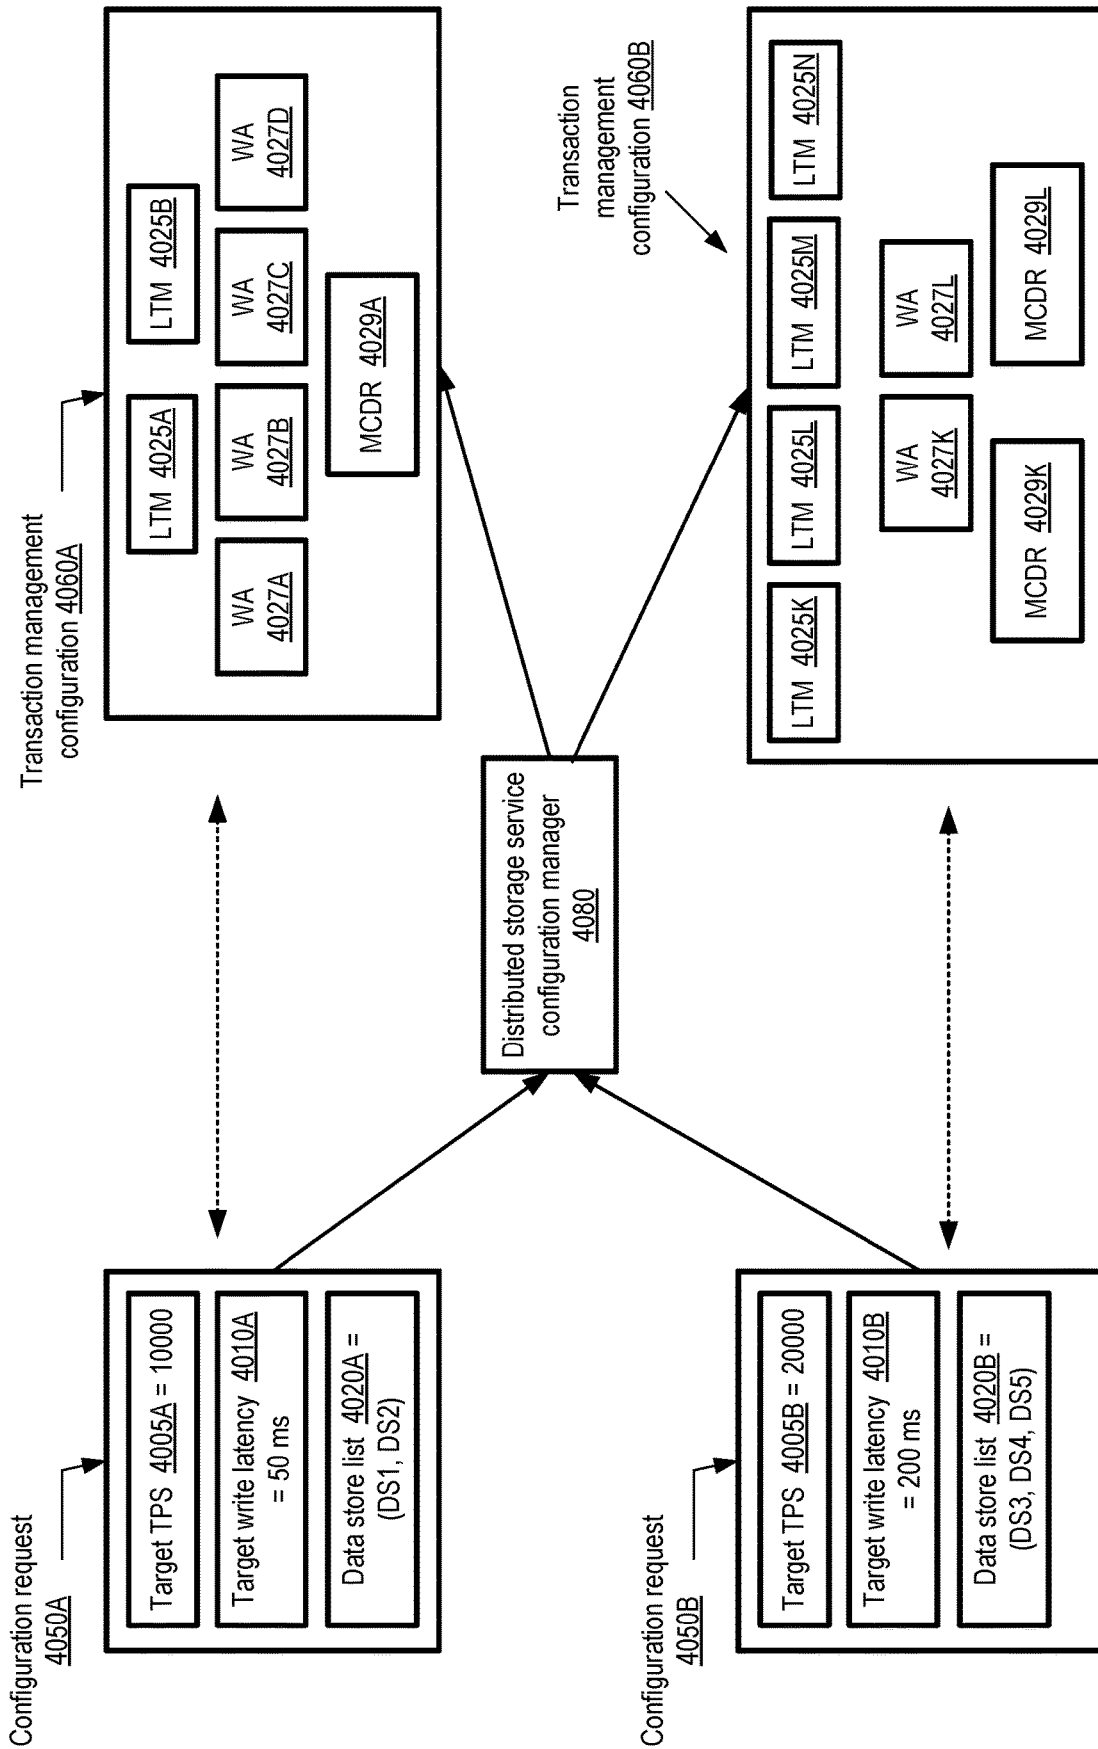 Configuration request
4050A
Target TPS 4005A = 10000
Target write latency 4010A
= 50 ms
Data store list 4020A =
(DS1, DS2)
Configuration request
4050B
Target TPS 4005B = 20000
Target write latency 4010B
= 200 ms
Data store list 4020B =
(DS3, DS4, DS5)
Distributed storage service
configuration manager
4080
Transaction management
configuration 4060A
LTM 4025A
LTM 4025B
WA
4027A
WA
4027B
WA
4027C
WA
4027D
MCDR 4029A
Transaction
management
configuration 4060B
LTM 4025K
LTM 4025L
LTM 4025M
LTM 4025N
WA
4027K
WA
4027L
MCDR 4029K
MCDR 4029L